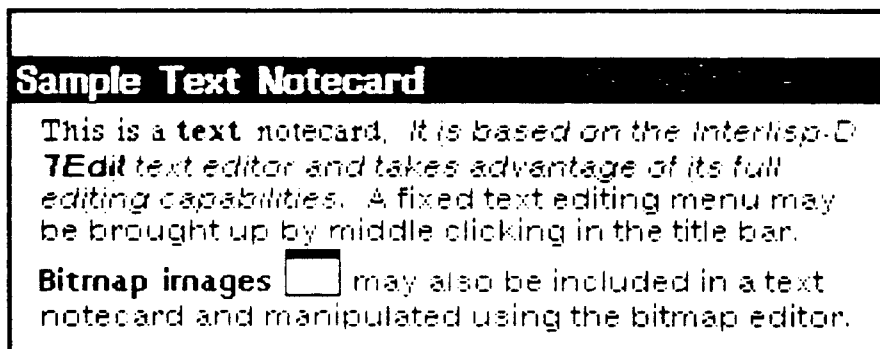 Sample Text Notecard
This is a text notecard. It is based on the Interlisp-D
TEdit text editor and takes advantage of its full
editing capabilities. A fixed text editing menu may
be brought up by middle clicking in the title bar.
Bitmap images may also be included in a text
notecard and manipulated using the bitmap editor.